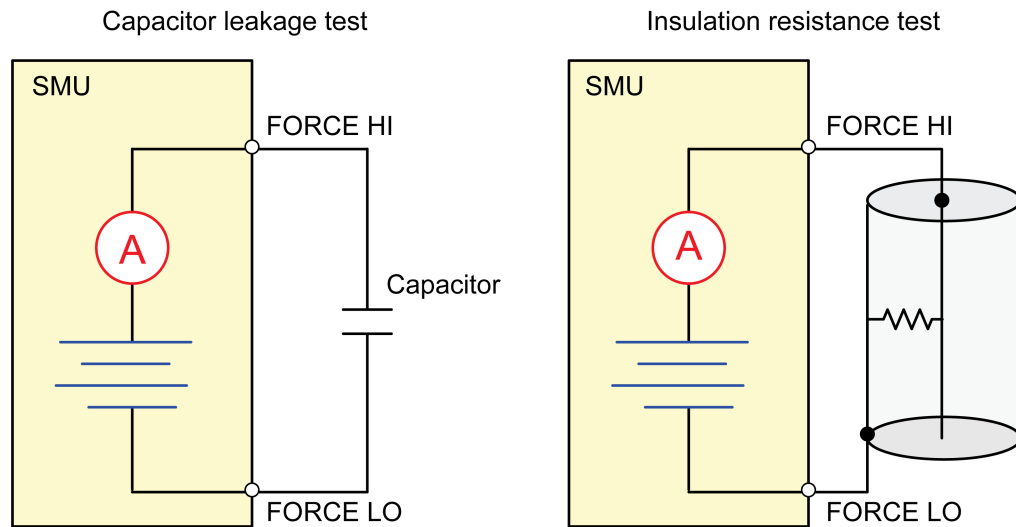 Capacitor leakage test
SMU
FORCE HI
A
Capacitor
FORCE LO
Insulation resistance test
SMU
FORCE HI
A
FORCE LO